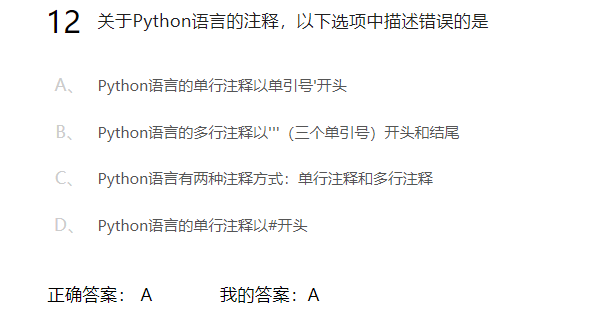 12 关于Python语言的注释，以下选项中描述错误的是
A、 Python语言的单行注释以单引号'开头
B、 Python语言的多行注释以'''（三个单引号）开头和结尾
C、 Python语言有两种注释方式：单行注释和多行注释
D、 Python语言的单行注释以#开头
正确答案： A 我的答案：A